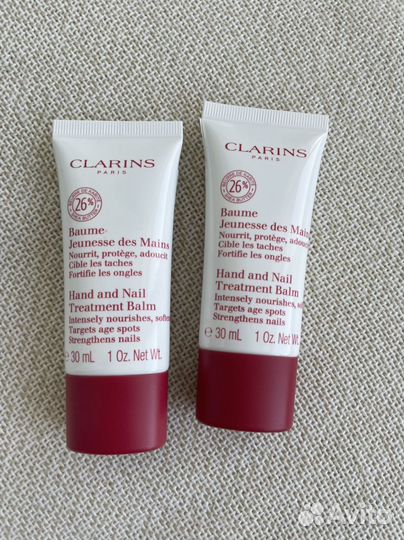 CLARINS
PARIS
26%
SHEA BUTTER
Baume
Jeunesse des Mains
Nourrit, protège, adoucit
Cible les taches
Fortifie les ongles
Hand and Nail
Treatment Balm
Intensely nourishes,
Targets age spots
Strengthens nails
e 30 mL 1 Oz. Net Wt.
CLARINS
PARIS
26%
Baume
Jeunesse des Mains
Nourrit, protège, adoucit
Cible les taches
Fortifie les ongles
Hand and Nail
Treatment Balm
Intensely nourishes,
Targets age spots
Strengthens nails
e 30 mL 1 Oz. Net Wt.
Avito